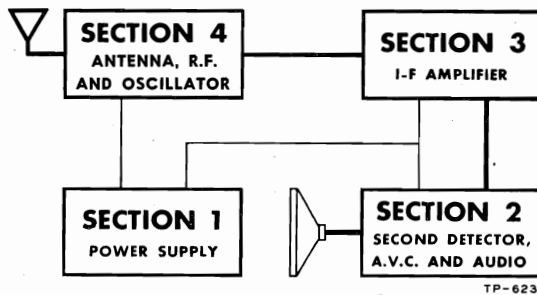 SECTION 4
ANTENNA, R.F.
AND OSCILLATOR
SECTION 3
I-F AMPLIFIER
SECTION 1
POWER SUPPLY
SECTION 2
SECOND DETECTOR,
A.V.C. AND AUDIO
TP-623